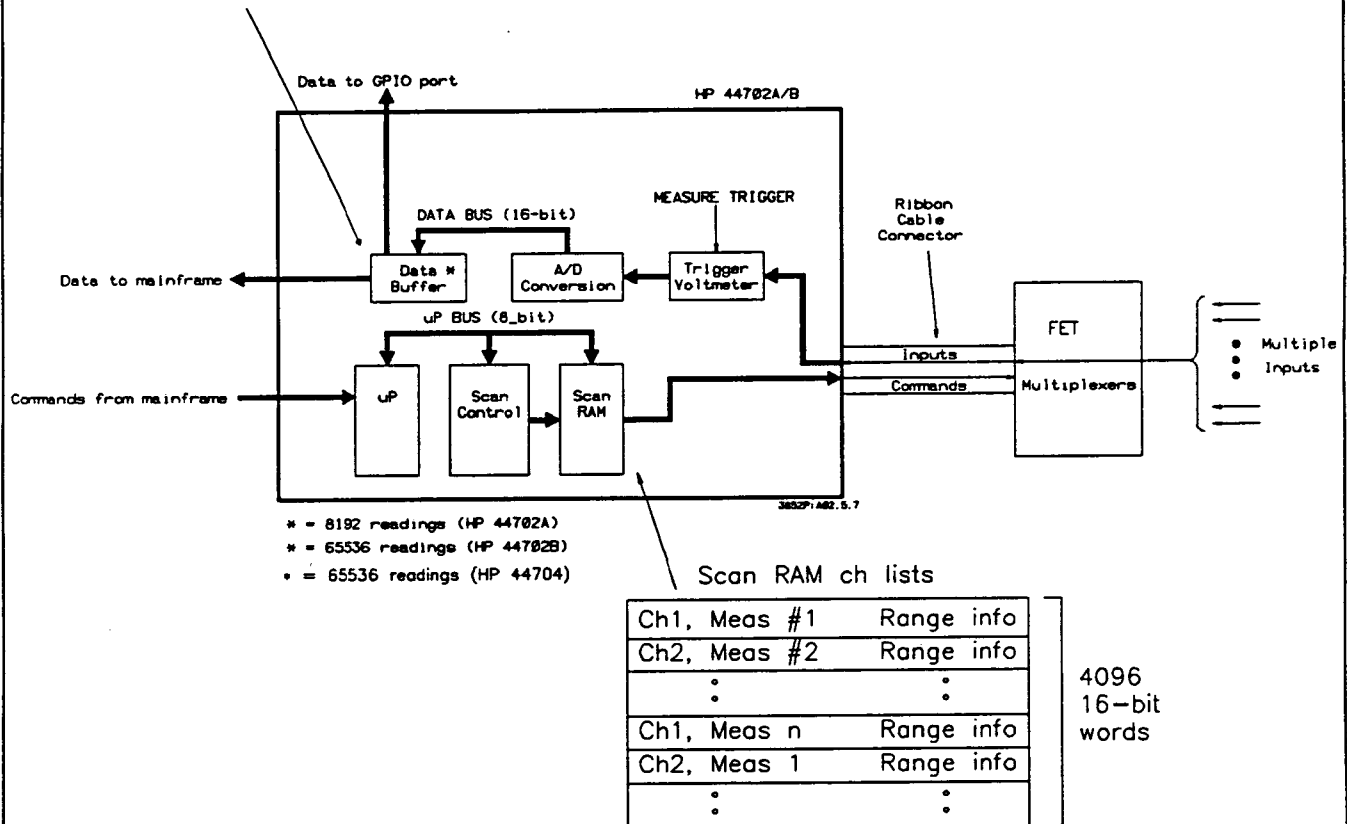 Data to GPIO port
HP 44702A/B
MEASURE TRIGGER
DATA BUS (16-bit)
Ribbon
Cable
Connector
Data to mainframe
Data *
Buffer
A/D
Conversion
Trigger
Voltmeter
uP BUS (8_bit)
FET
Multiplexers
Inputs
Commands
Multiple
Inputs
Commands from mainframe
uP
Scan
Control
Scan
RAM
3852P:A02.5.7
* = 8192 readings (HP 44702A)
* = 65536 readings (HP 44702B)
* = 65536 readings (HP 44704)
Scan RAM ch lists
Ch1, Meas #1 Range info
Ch2, Meas #2 Range info
Ch1, Meas n Range info
Ch2, Meas 1 Range info
4096
16-bit
words